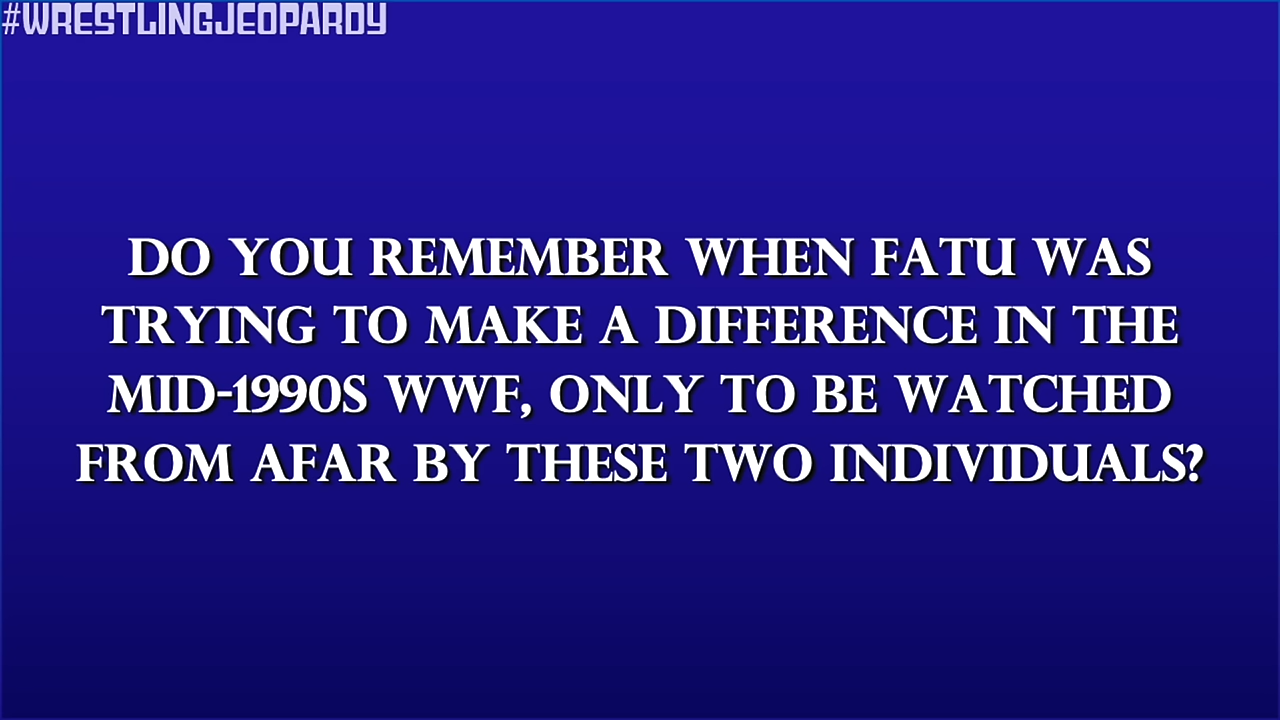 #WRESTLINGJEOPARDY
DO YOU REMEMBER WHEN FATU WAS
TRYING TO MAKE A DIFFERENCE IN THE
MID-1990S WWF, ONLY TO BE WATCHED
FROM AFAR BY THESE TWO INDIVIDUALS?